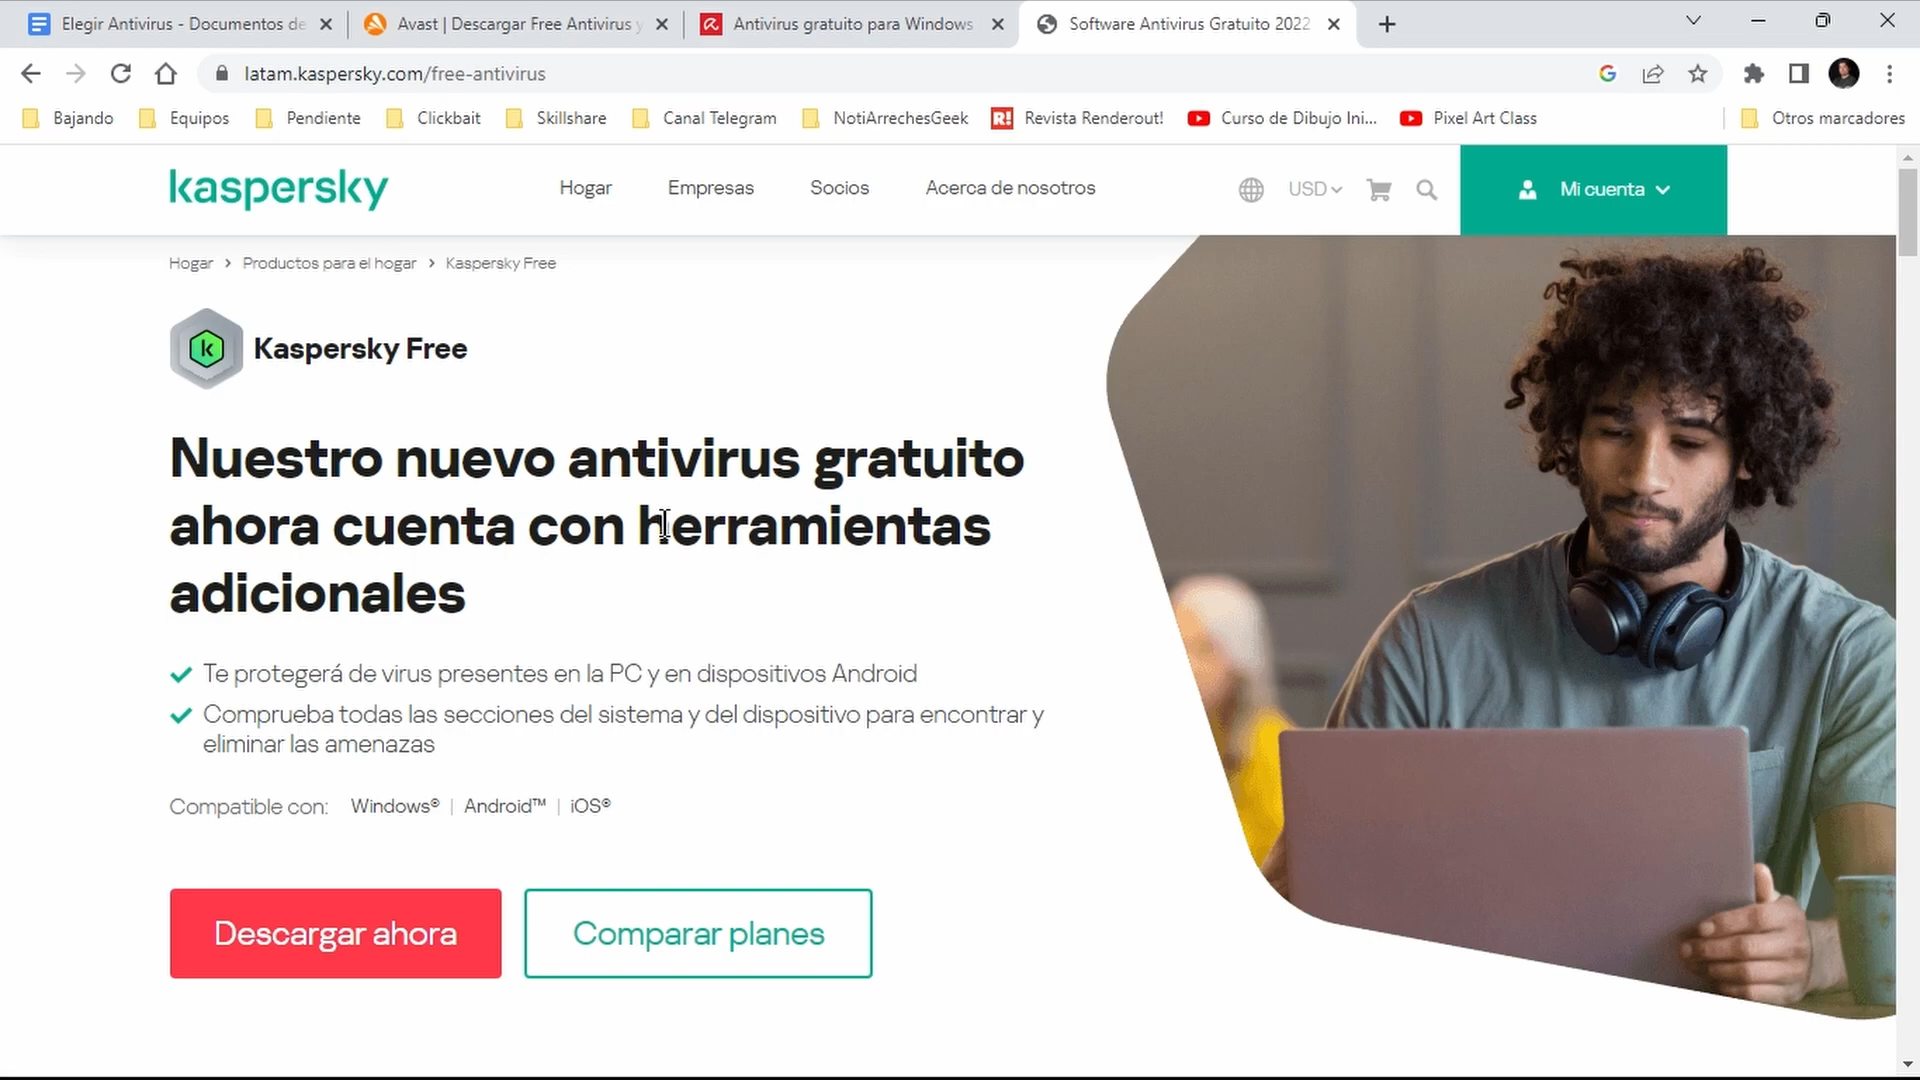 Elegir Antivirus - Documentos de
Avast | Descargar Free Antivirus y
Antivirus gratuito para Windows
Software Antivirus Gratuito 2022
latam.kaspersky.com/free-antivirus
Bajando
Equipos
Pendiente
Clickbait
Skillshare
Canal Telegram
NotiArrechesGeek
R!
Revista Renderout!
Curso de Dibujo Ini...
Pixel Art Class
Otros marcadores
kaspersky
Hogar
Empresas
Socios
Acerca de nosotros
USD
Mi cuenta
Hogar > Productos para el hogar > Kaspersky Free
Kaspersky Free
Nuestro nuevo antivirus gratuito
ahora cuenta con herramientas
adicionales
Te protegerá de virus presentes en la PC y en dispositivos Android
Comprueba todas las secciones del sistema y del dispositivo para encontrar y
eliminar las amenazas
Compatible con: Windows® | Android™ | iOS®
Descargar ahora
Comparar planes